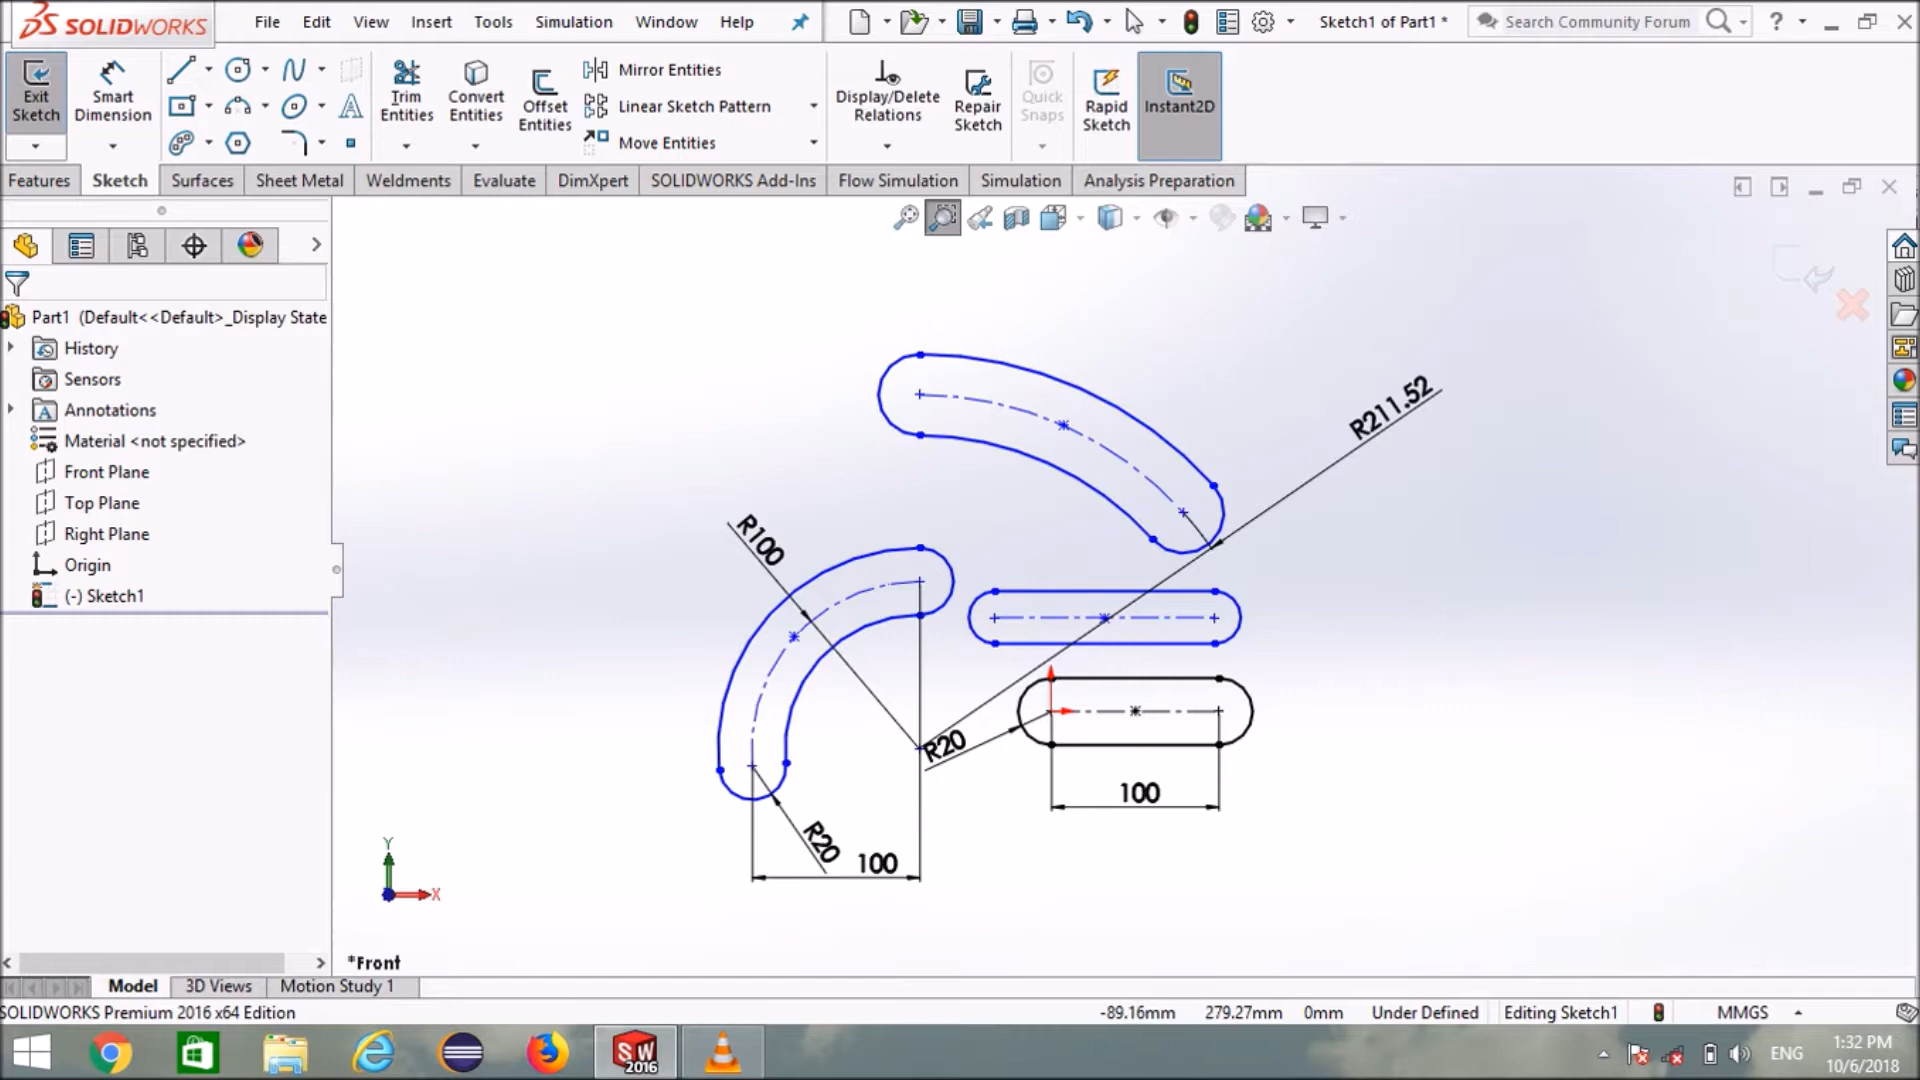 SOLIDWORKS
File Edit View Insert Tools Simulation Window Help
Sketch1 of Part1 *
Search Community Forum
?
Exit Sketch
Smart Dimension
Trim Entities
Convert Entities
Offset Entities
Mirror Entities
Linear Sketch Pattern
Move Entities
Display/Delete Relations
Repair Sketch
Quick Snaps
Rapid Sketch
Instant2D
Features Sketch Surfaces Sheet Metal Weldments Evaluate DimXpert SOLIDWORKS Add-Ins Flow Simulation Simulation Analysis Preparation
Part1 (Default<<Default>_Display State
History
Sensors
Annotations
Material <not specified>
Front Plane
Top Plane
Right Plane
Origin
(-) Sketch1
R211.52
R100
R20
100
R20
100
Y
X
*Front
Model 3D Views Motion Study 1
SOLIDWORKS Premium 2016 x64 Edition
-89.16mm 279.27mm 0mm Under Defined Editing Sketch1 MMGS
SW 2016
ENG
1:32 PM
10/6/2018